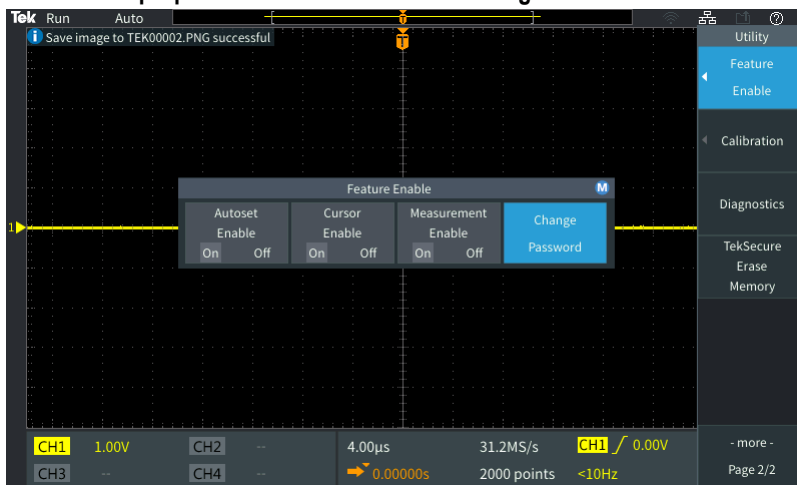 Tek Run Auto
T
Save image to TEK00002.PNG successful
T
Utility
Feature
Enable
Calibration
Diagnostics
TekSecure
Erase
Memory
Feature Enable M
Autoset
Enable
On Off
Cursor
Enable
On Off
Measurement
Enable
On Off
Change
Password
1
CH1 1.00V CH2 -- 4.00µs 31.2MS/s CH1 0.00V
CH3 -- CH4 -- 0.00000s 2000 points <10Hz
- more -
Page 2/2